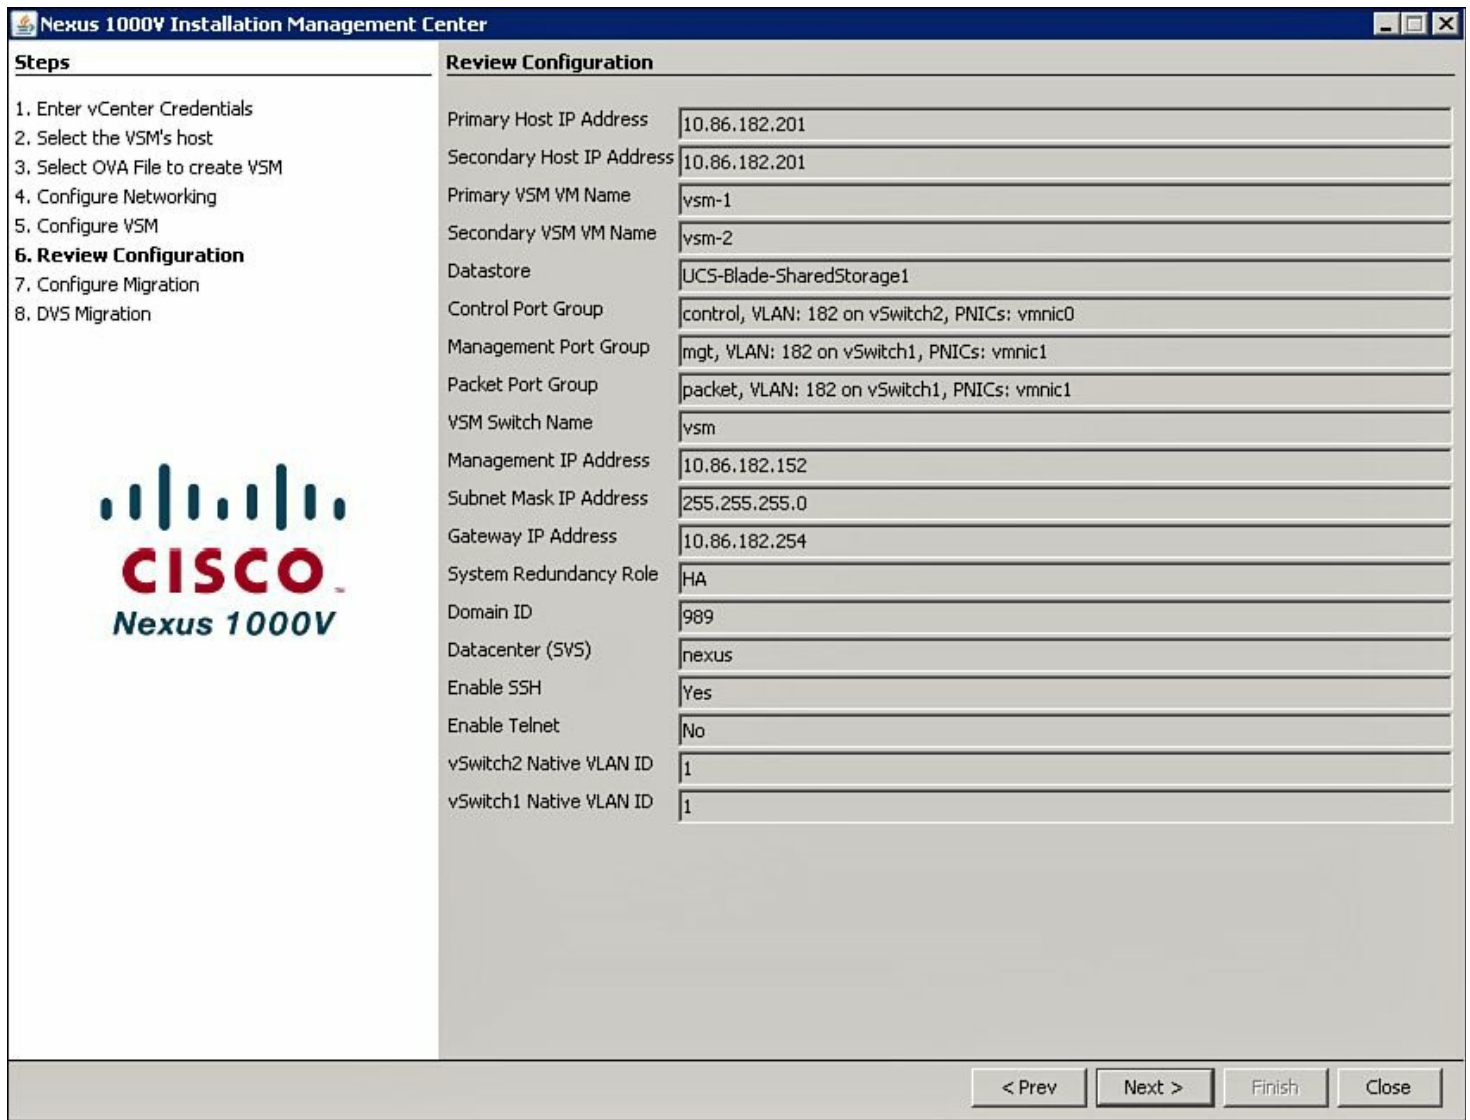 Nexus 1000V Installation Management Center
Steps
1. Enter vCenter Credentials
2. Select the VSM's host
3. Select OVA File to create VSM
4. Configure Networking
5. Configure VSM
6. Review Configuration
7. Configure Migration
8. DVS Migration
CISCO™
Nexus 1000V
Review Configuration
Primary Host IP Address 10.86.182.201
Secondary Host IP Address 10.86.182.201
Primary VSM VM Name vsm-1
Secondary VSM VM Name vsm-2
Datastore UCS-Blade-SharedStorage1
Control Port Group control, VLAN: 182 on vSwitch2, PNICs: vmnic0
Management Port Group mgt, VLAN: 182 on vSwitch1, PNICs: vmnic1
Packet Port Group packet, VLAN: 182 on vSwitch1, PNICs: vmnic1
VSM Switch Name vsm
Management IP Address 10.86.182.152
Subnet Mask IP Address 255.255.255.0
Gateway IP Address 10.86.182.254
System Redundancy Role HA
Domain ID 989
Datacenter (SVS) nexus
Enable SSH Yes
Enable Telnet No
vSwitch2 Native VLAN ID 1
vSwitch1 Native VLAN ID 1
< Prev Next > Finish Close